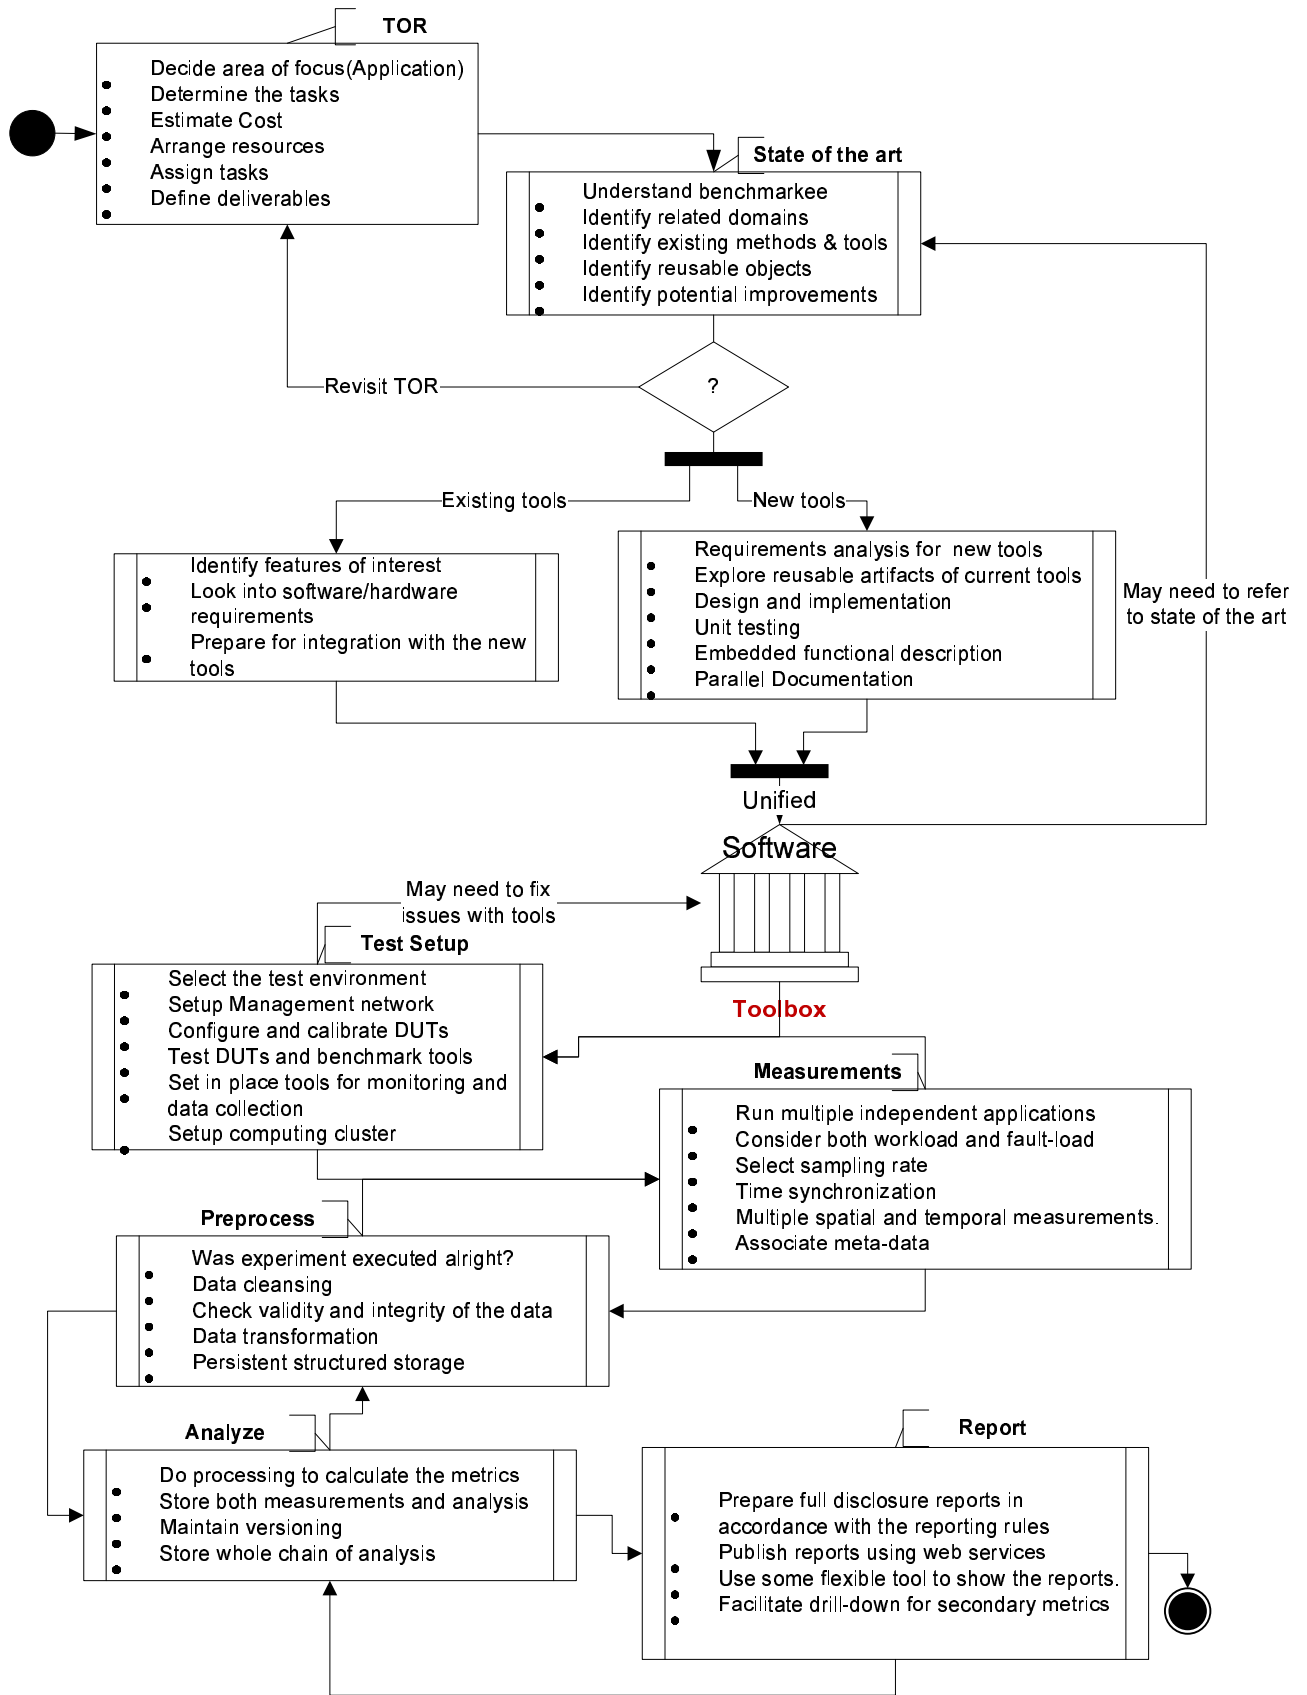 TOR
Decide area of focus(Application)
Determine the tasks
Estimate Cost
Arrange resources
Assign tasks
Define deliverables
State of the art
Understand benchmarkee
Identify related domains
Identify existing methods & tools
Identify reusable objects
Identify potential improvements
Revisit TOR
?
Existing tools
New tools
Identify features of interest
Look into software/hardware
requirements
Prepare for integration with the new
tools
Requirements analysis for new tools
Explore reusable artifacts of current tools
Design and implementation
Unit testing
Embedded functional description
Parallel Documentation
May need to refer
to state of the art
Unified
Software
Toolbox
May need to fix
issues with tools
Test Setup
Select the test environment
Setup Management network
Configure and calibrate DUTs
Test DUTs and benchmark tools
Set in place tools for monitoring and
data collection
Setup computing cluster
Measurements
Run multiple independent applications
Consider both workload and fault-load
Select sampling rate
Time synchronization
Multiple spatial and temporal measurements.
Associate meta-data
Preprocess
Was experiment executed alright?
Data cleansing
Check validity and integrity of the data
Data transformation
Persistent structured storage
Analyze
Do processing to calculate the metrics
Store both measurements and analysis
Maintain versioning
Store whole chain of analysis
Report
Prepare full disclosure reports in
accordance with the reporting rules
Publish reports using web services
Use some flexible tool to show the reports.
Facilitate drill-down for secondary metrics